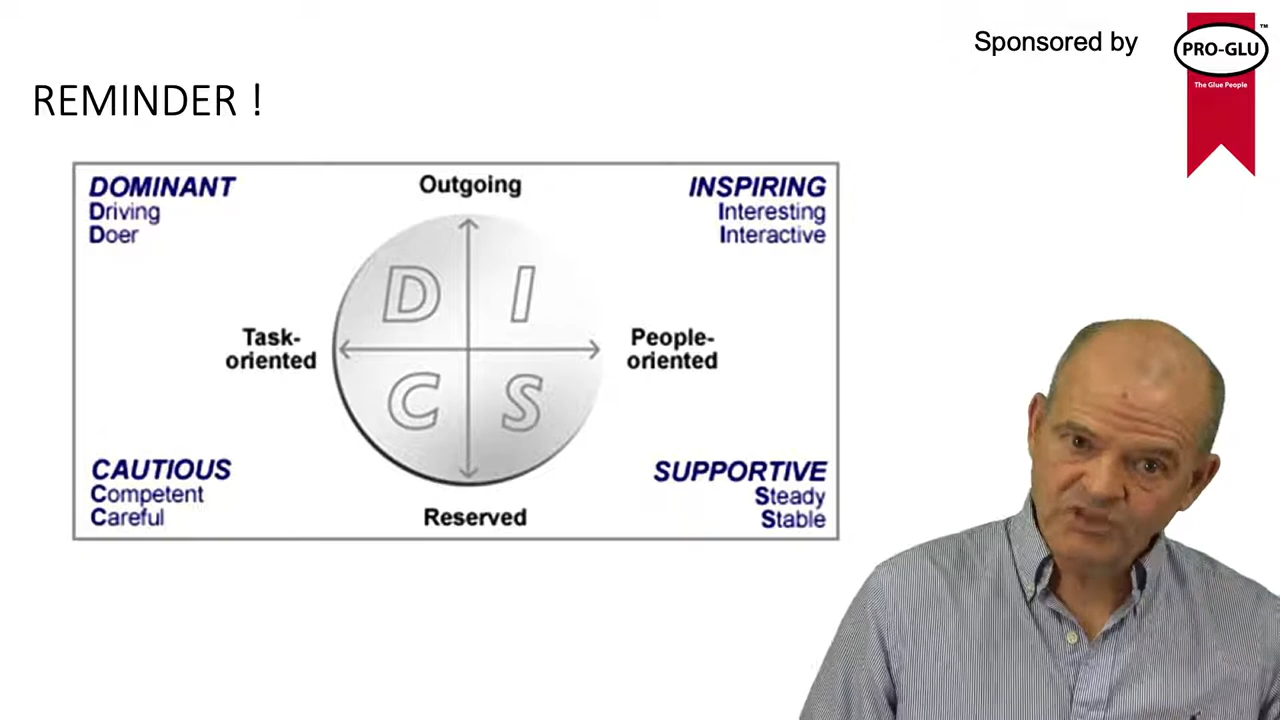 Sponsored by
PRO-GLU
™
The Glue People
REMINDER !
DOMINANT
Driving
Doer
Outgoing
INSPIRING
Interesting
Interactive
D
I
Task-
oriented
People-
oriented
C
S
CAUTIOUS
Competent
Careful
Reserved
SUPPORTIVE
Steady
Stable